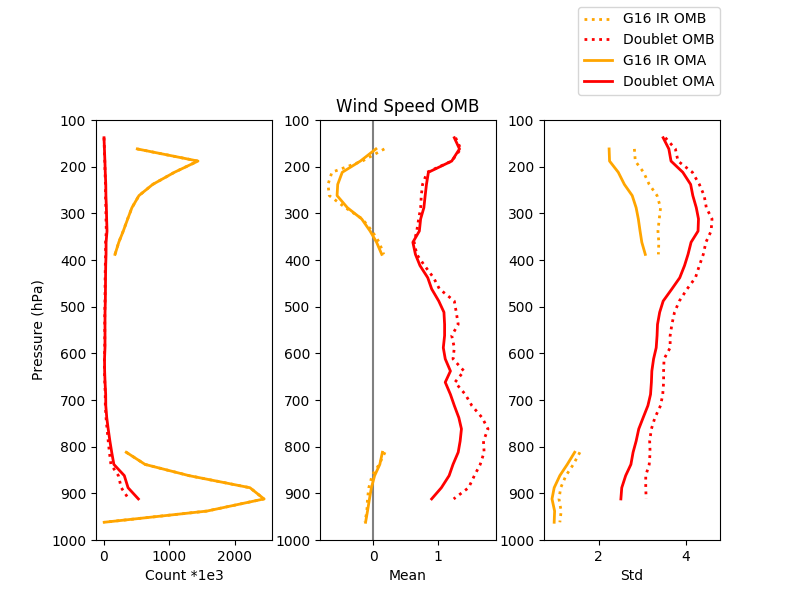 G16 IR OMB
Doublet OMB
G16 IR OMA
Doublet OMA
Wind Speed OMB
100 100 100
200 200 200
300 300 300
400 400 400
500 500 500
600 600 600
700 700 700
800 800 800
900 900 900
1000 1000 1000
Pressure (hPa)
0 1000 2000 0 1 2 4
Count *1e3 Mean Std